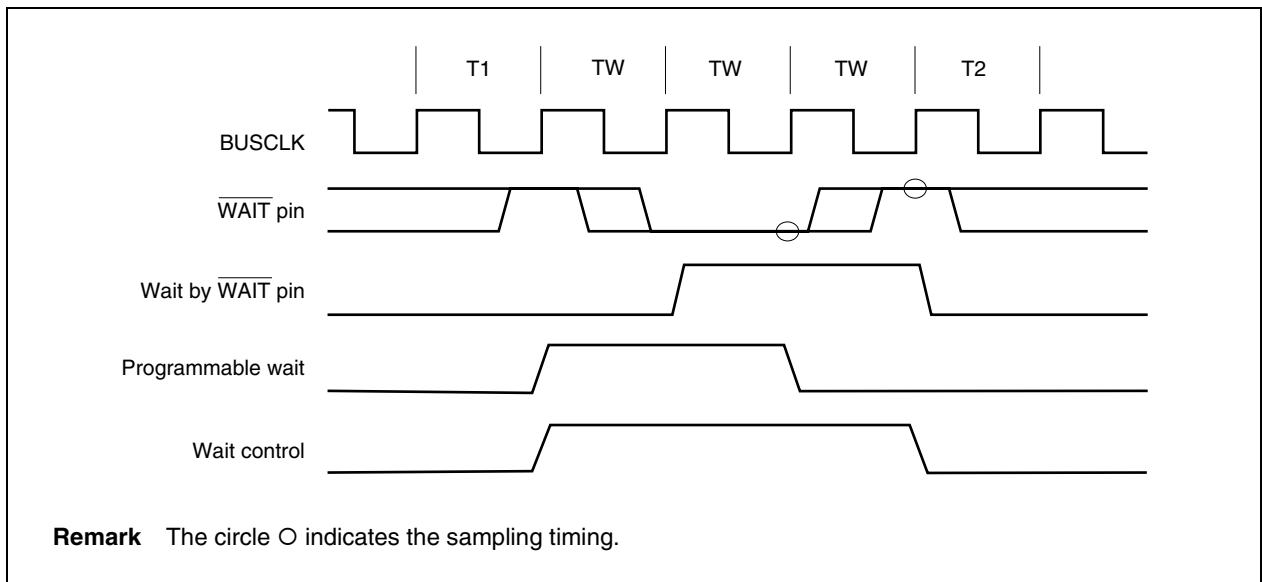 T1 TW TW TW T2
BUSCLK
WAIT pin
Wait by WAIT pin
Programmable wait
Wait control
Remark The circle ○ indicates the sampling timing.